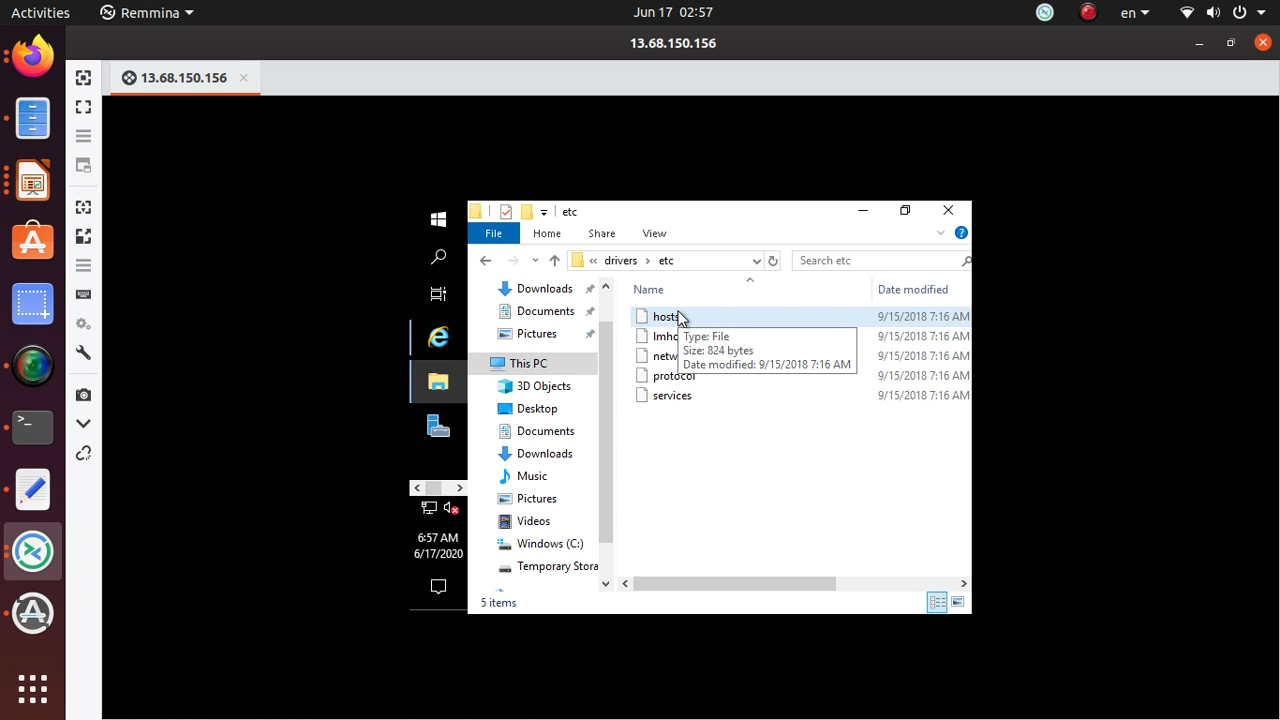 Activities
Remmina
Jun 17 02:57
en
13.68.150.156
13.68.150.156
etc
File Home Share View
drivers etc
Search etc
Downloads
Documents
Pictures
This PC
3D Objects
Desktop
Documents
Downloads
Music
Pictures
Videos
Windows (C:)
Temporary Stora
Name Date modified
hosts 9/15/2018 7:16 AM
lmho 9/15/2018 7:16 AM
netw 9/15/2018 7:16 AM
protocol 9/15/2018 7:16 AM
services 9/15/2018 7:16 AM
Type: File
Size: 824 bytes
Date modified: 9/15/2018 7:16 AM
5 items
6:57 AM
6/17/2020